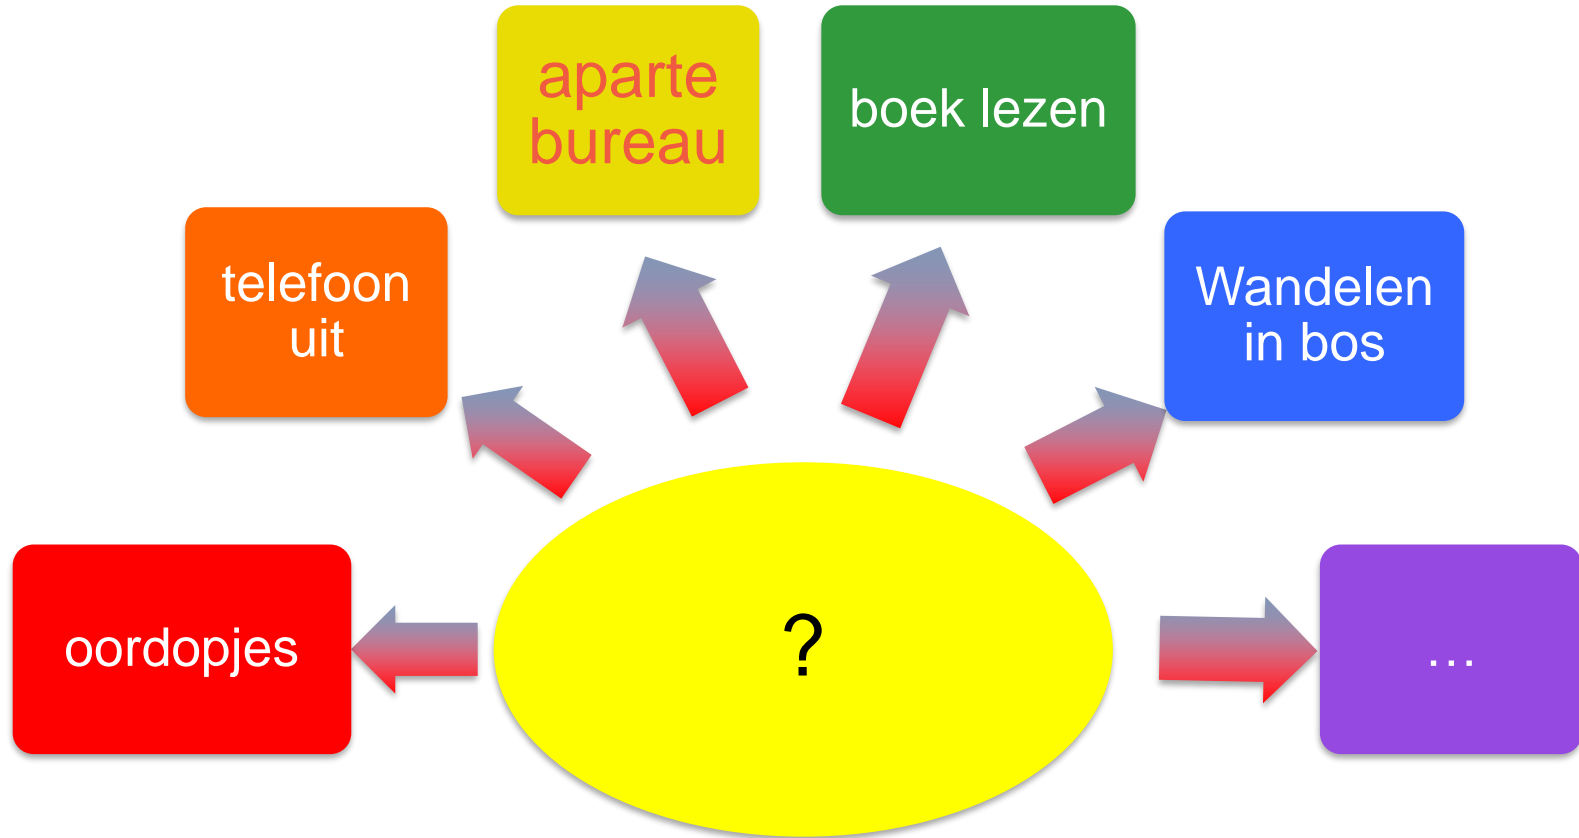 aparte
bureau
boek lezen
telefoon
uit
Wandelen
in bos
oordopjes
?
...